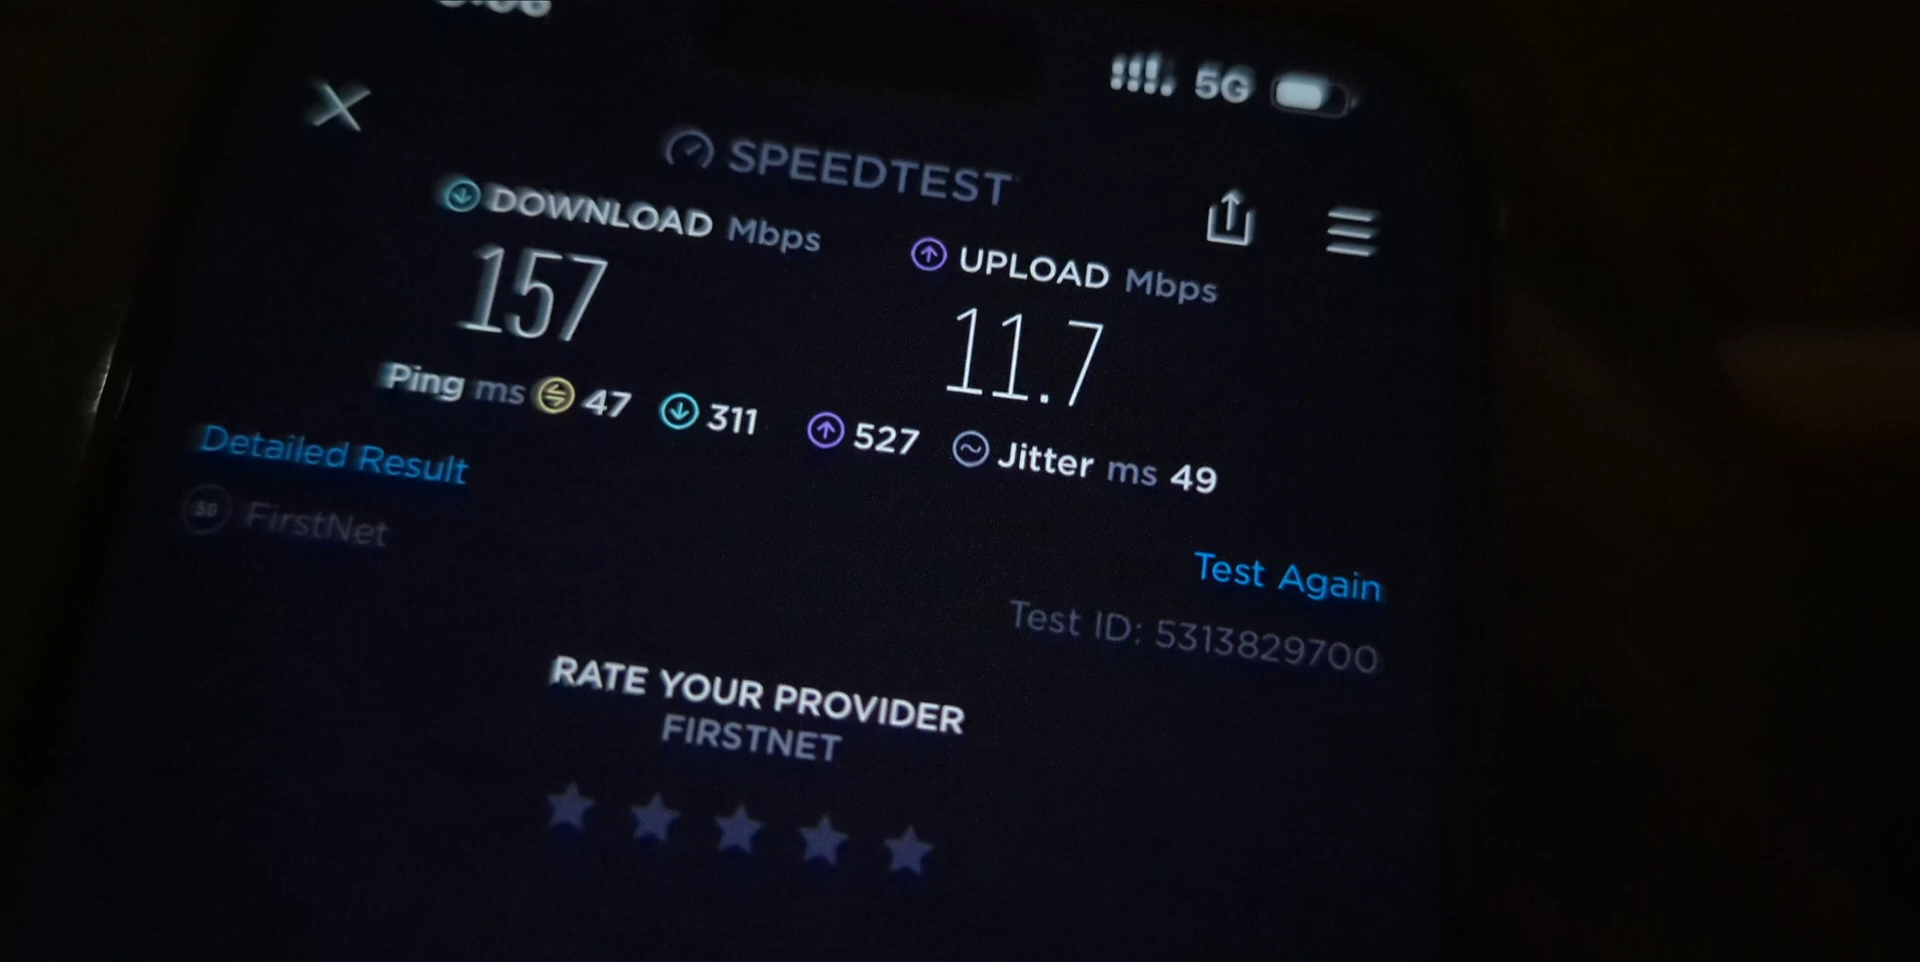 5G
SPEEDTEST
DOWNLOAD Mbps
157
UPLOAD Mbps
11.7
Ping ms 47 311 527 Jitter ms 49
Detailed Result
5G FirstNet
Test Again
Test ID: 5313829700
RATE YOUR PROVIDER
FIRSTNET